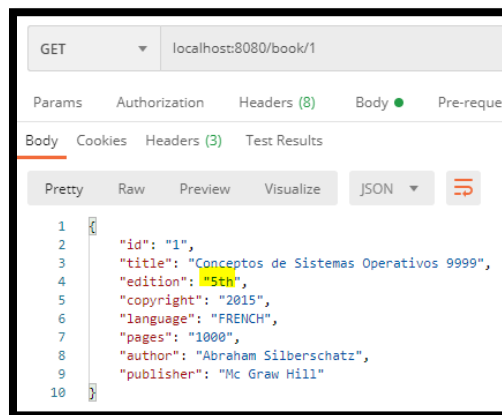 GET localhost:8080/book/1
Params Authorization Headers (8) Body Pre-reque
Body Cookies Headers (3) Test Results
Pretty Raw Preview Visualize JSON
1 {
2 "id": "1",
3 "title": "Conceptos de Sistemas Operativos 9999",
4 "edition": "5th",
5 "copyright": "2015",
6 "language": "FRENCH",
7 "pages": "1000",
8 "author": "Abraham Silberschatz",
9 "publisher": "Mc Graw Hill"
10 }